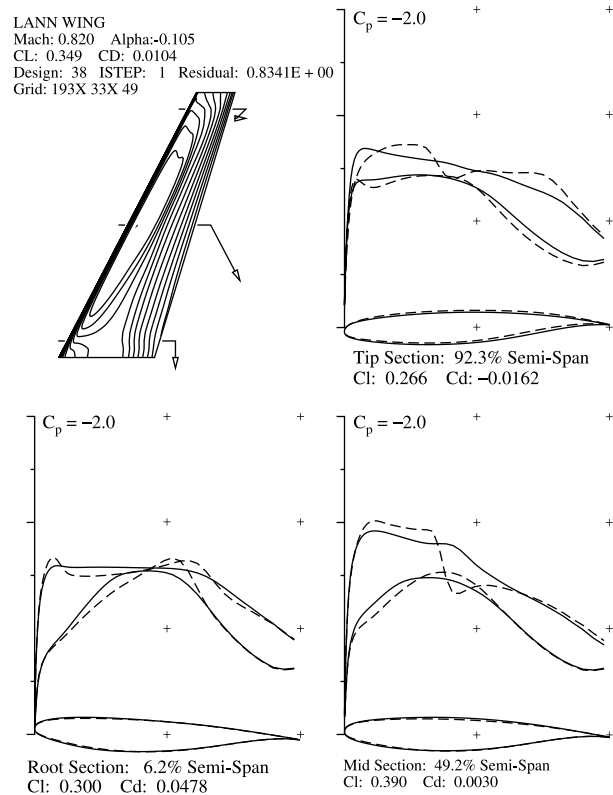 LANN WING
Mach: 0.820 Alpha:-0.105
CL: 0.349 CD: 0.0104
Design: 38 ISTEP: 1 Residual: 0.8341E + 00
Grid: 193X 33X 49
Cp = −2.0
Tip Section: 92.3% Semi-Span
Cl: 0.266 Cd: −0.0162
Cp = −2.0
Root Section: 6.2% Semi-Span
Cl: 0.300 Cd: 0.0478
Cp = −2.0
Mid Section: 49.2% Semi-Span
Cl: 0.390 Cd: 0.0030